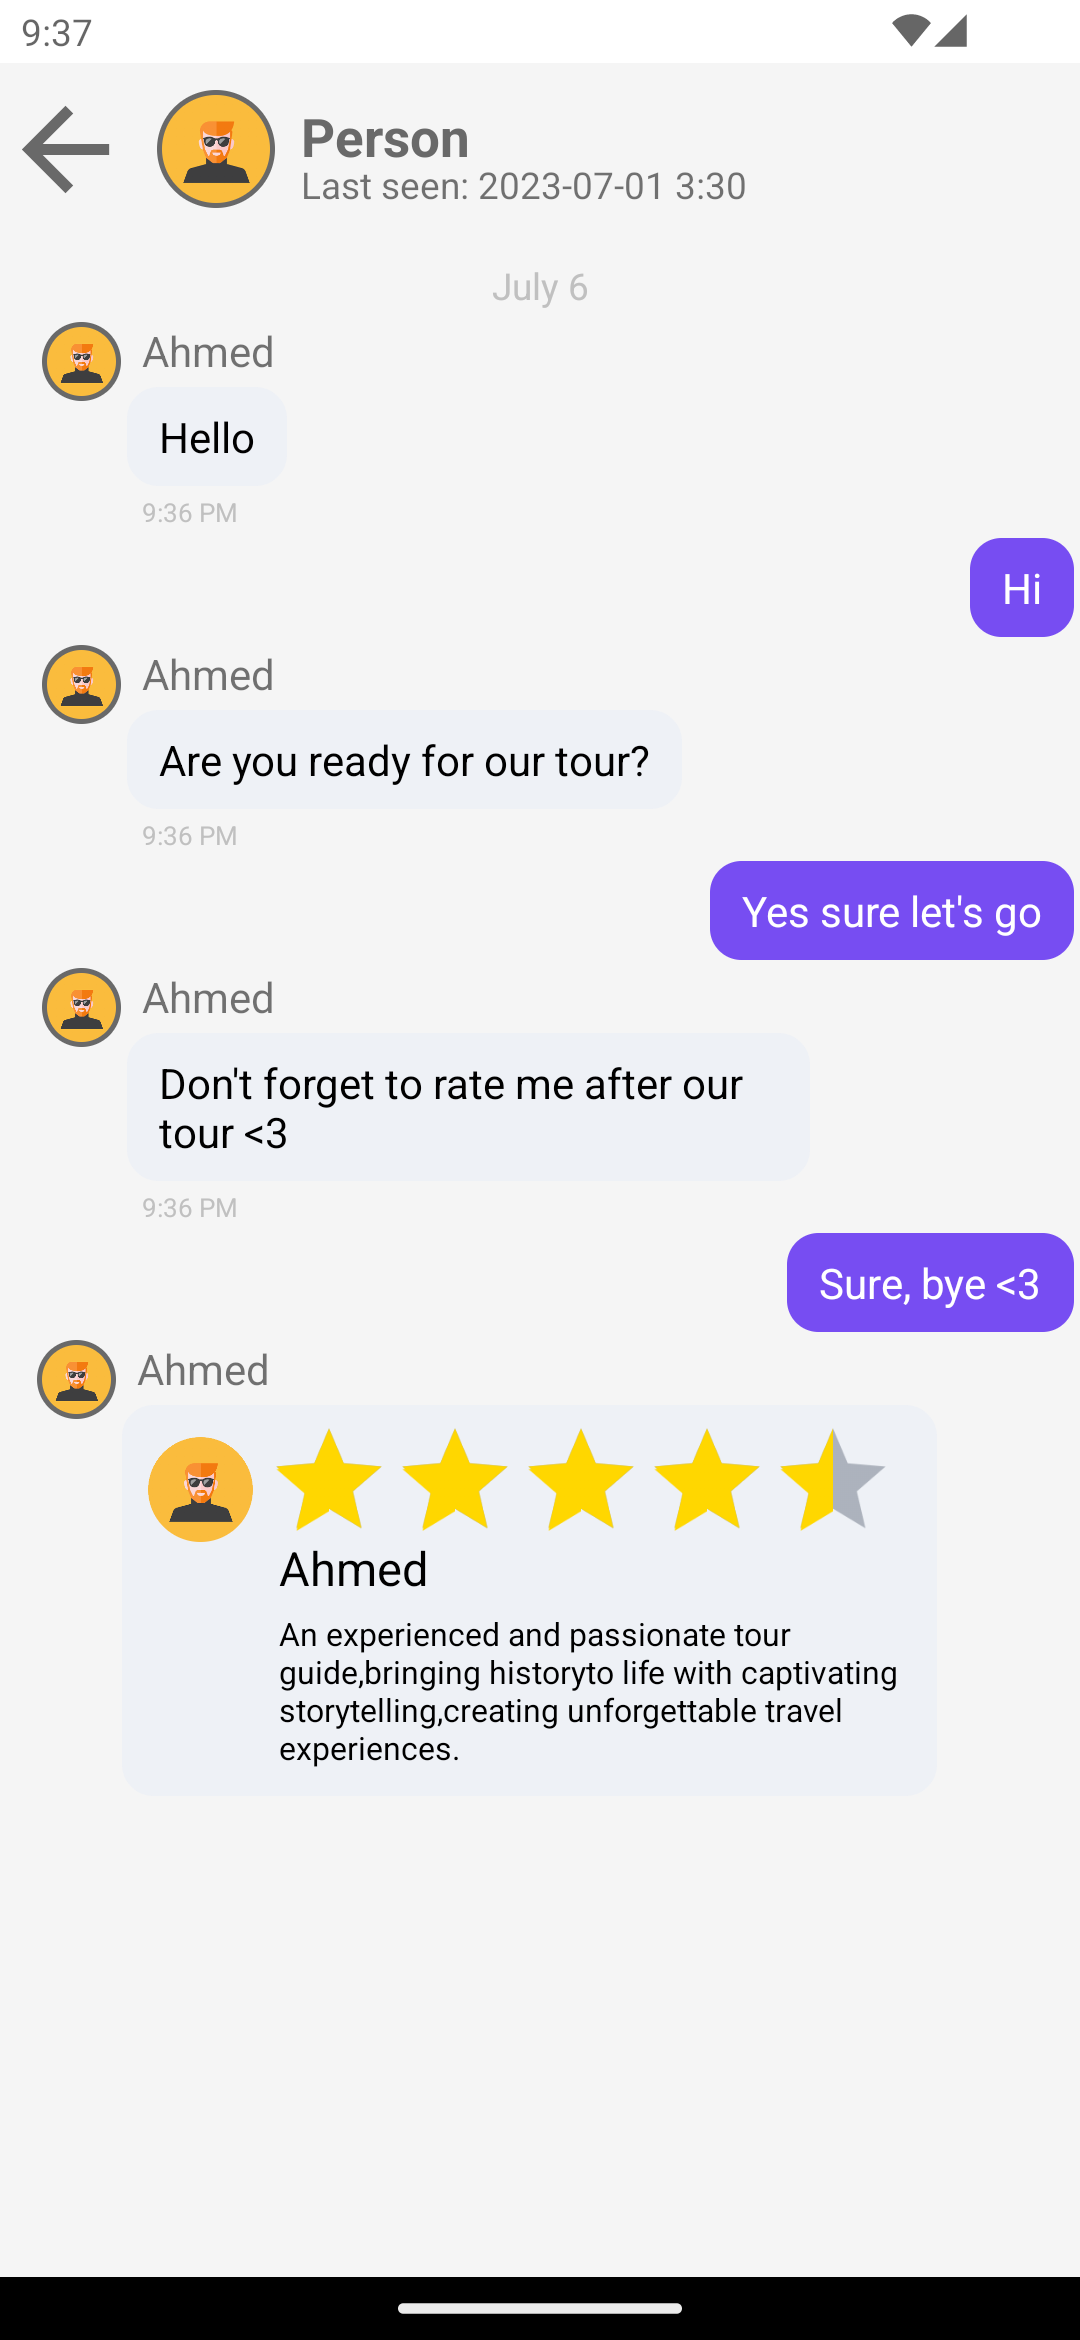 9:37
Person
Last seen: 2023-07-01 3:30
July 6
Ahmed
Hello
9:36 PM
Hi
Ahmed
Are you ready for our tour?
9:36 PM
Yes sure let's go
Ahmed
Don't forget to rate me after our
tour <3
9:36 PM
Sure, bye <3
Ahmed
Ahmed
An experienced and passionate tour
guide,bringing historyto life with captivating
storytelling,creating unforgettable travel
experiences.